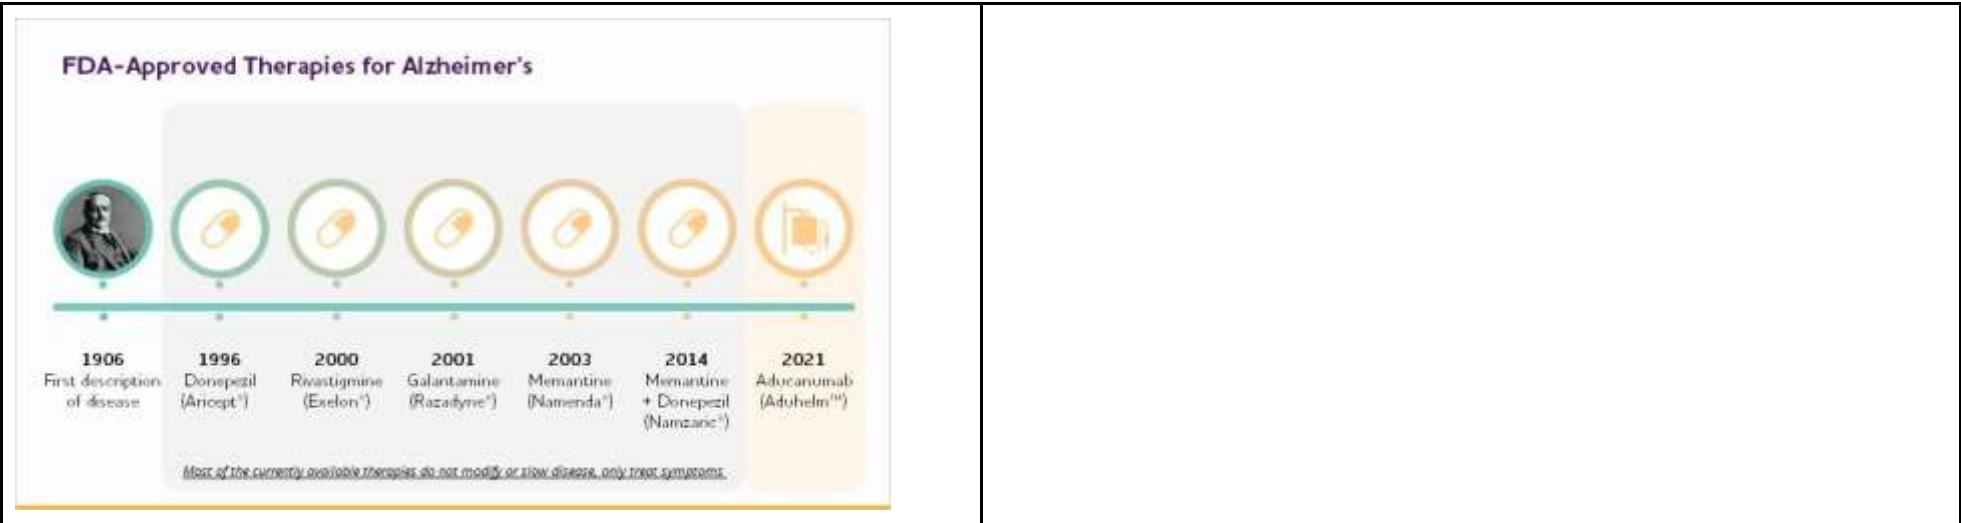 FDA-Approved Therapies for Alzheimer's
1906
First description
of disease
1996
Donepezil
(Aricept®)
2000
Rivastigmine
(Exelon®)
2001
Galantamine
(Razadyne®)
2003
Memantine
(Namenda®)
2014
Memantine
+ Donepezil
(Namzaric®)
2021
Aducanumab
(Aduhelm™)
Most of the currently available therapies do not modify or slow disease, only treat symptoms.